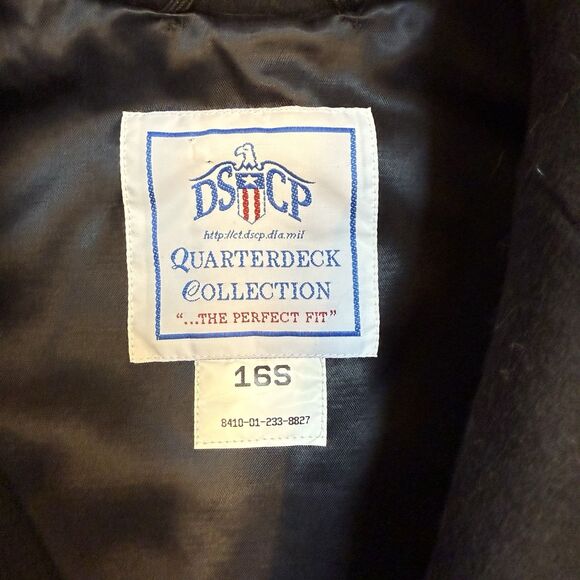 DSCP
http://ct.dscp.dla.mil
QUARTERDECK
COLLECTION
"...THE PERFECT FIT"
16S
8410-01-233-8827